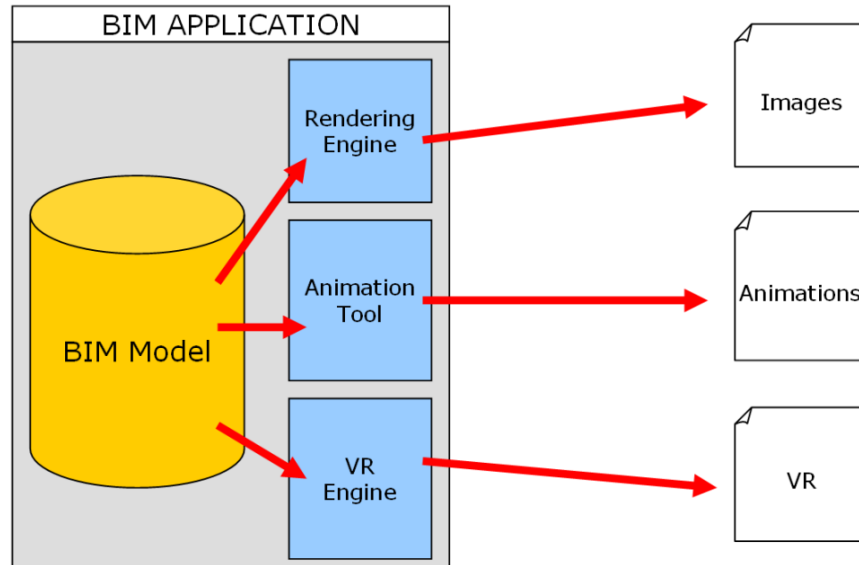 BIM APPLICATION
Rendering
Engine
Images
BIM Model
Animation
Tool
Animations
VR
Engine
VR